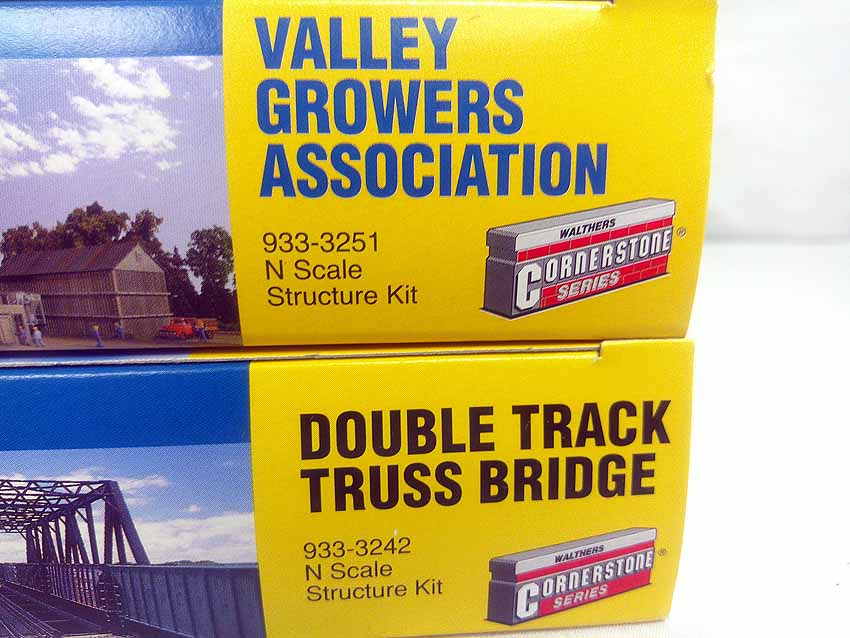 VALLEY
GROWERS
ASSOCIATION
933-3251
N Scale
Structure Kit
WALTHERS
CORNERSTONE®
SERIES
DOUBLE TRACK
TRUSS BRIDGE
933-3242
N Scale
Structure Kit
WALTHERS
CORNERSTONE®
SERIES